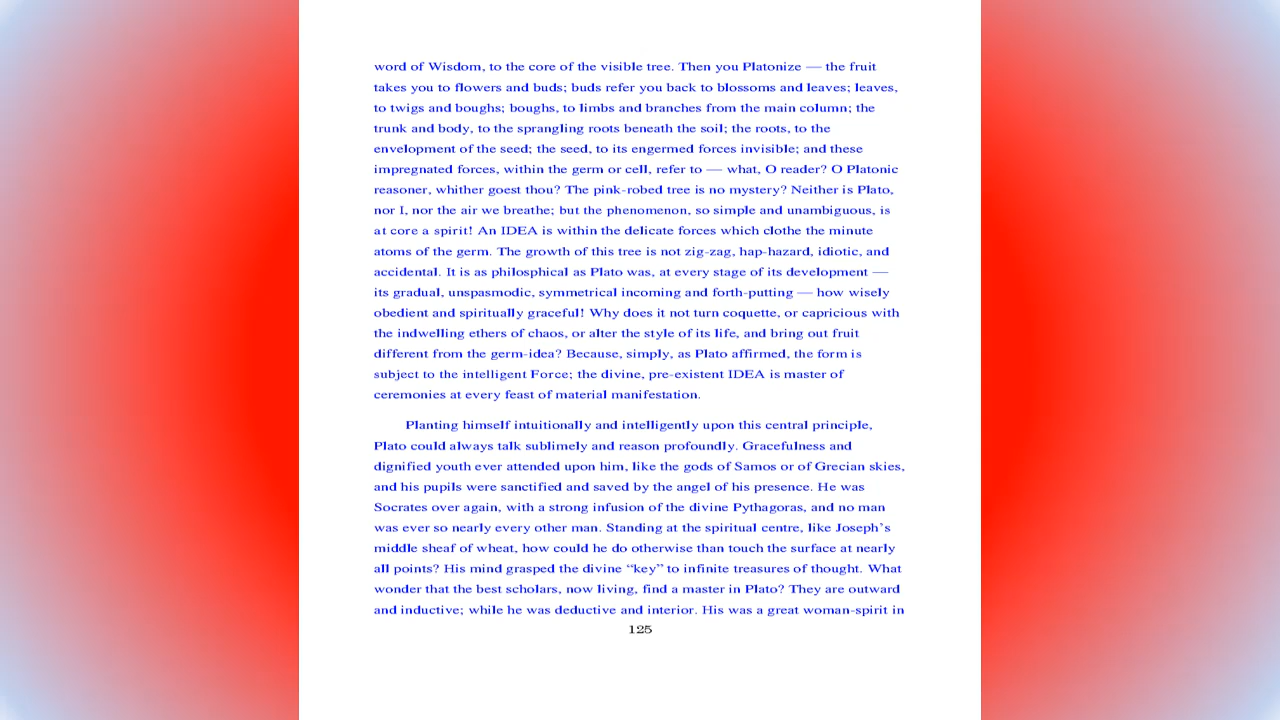 word of Wisdom, to the core of the visible tree. Then you Platonize — the fruit
takes you to flowers and buds; buds refer you back to blossoms and leaves; leaves,
to twigs and boughs; boughs, to limbs and branches from the main column; the
trunk and body, to the sprangling roots beneath the soil; the roots, to the
envelopment of the seed; the seed, to its engermed forces invisible; and these
impregnated forces, within the germ or cell, refer to — what, O reader? O Platonic
reasoner, whither goest thou? The pink-robed tree is no mystery? Neither is Plato,
nor I, nor the air we breathe; but the phenomenon, so simple and unambiguous, is
at core a spirit! An IDEA is within the delicate forces which clothe the minute
atoms of the germ. The growth of this tree is not zig-zag, hap-hazard, idiotic, and
accidental. It is as philosphical as Plato was, at every stage of its development —
its gradual, unspasmodic, symmetrical incoming and forth-putting — how wisely
obedient and spiritually graceful! Why does it not turn coquette, or capricious with
the indwelling ethers of chaos, or alter the style of its life, and bring out fruit
different from the germ-idea? Because, simply, as Plato affirmed, the form is
subject to the intelligent Force; the divine, pre-existent IDEA is master of
ceremonies at every feast of material manifestation.
Planting himself intuitionally and intelligently upon this central principle,
Plato could always talk sublimely and reason profoundly. Gracefulness and
dignified youth ever attended upon him, like the gods of Samos or of Grecian skies,
and his pupils were sanctified and saved by the angel of his presence. He was
Socrates over again, with a strong infusion of the divine Pythagoras, and no man
was ever so nearly every other man. Standing at the spiritual centre, like Joseph's
middle sheaf of wheat, how could he do otherwise than touch the surface at nearly
all points? His mind grasped the divine “key” to infinite treasures of thought. What
wonder that the best scholars, now living, find a master in Plato? They are outward
and inductive; while he was deductive and interior. His was a great woman-spirit in
125